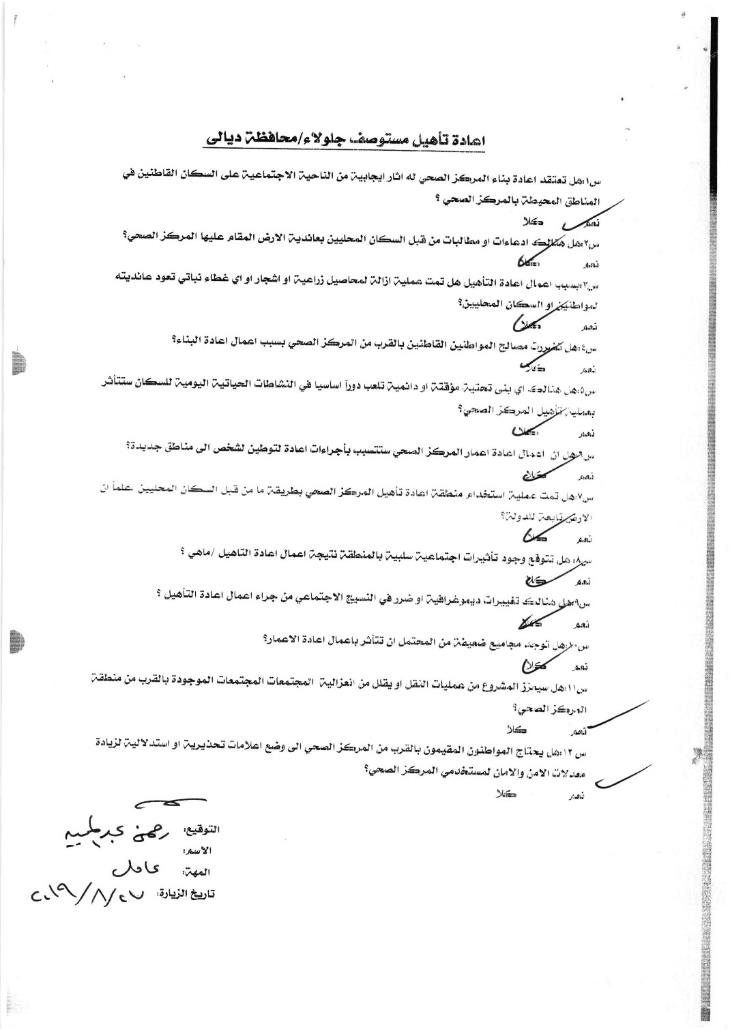 اعادة تأهيل مستوصف جلولاء/محافظة ديالى
س١:هل تعتقد اعادة بناء المركز الصحي له اثار ايجابية من الناحية الاجتماعية على السكان القاطنين في
المناطق المحيطة بالمركز الصحي ؟
نعم كلا
س٢:هل هنالك ادعاءات او مطالبات من قبل السكان المحليين بعائدية الارض المقام عليها المركز الصحي؟
نعم كلا
س٣:بسبب اعمال اعادة التأهيل هل تمت عملية ازالة لمحاصيل زراعية او اشجار او اي غطاء نباتي تعود عائديته
لمواطنين او السكان المحليين؟
نعم كلا
س٤:هل تضررت مصالح المواطنين القاطنين بالقرب من المركز الصحي بسبب اعمال اعادة البناء؟
نعم كلا
س٥:هل هنالك اي بنى تحتية مؤقتة او دائمية تلعب دوراً اساسيا في النشاطات الحياتية اليومية للسكان ستتأثر
بعملية تأهيل المركز الصحي؟
نعم كلا
س٦:هل ان اعمال اعادة اعمار المركز الصحي ستتسبب بأجراءات اعادة لتوطين لشخص الى مناطق جديدة؟
نعم كلا
س٧:هل تمت عملية استخدام منطقة اعادة تأهيل المركز الصحي بطريقة ما من قبل السكان المحليين علماً ان
الارض تابعة للدولة؟
نعم كلا
س٨: هل تتوقع وجود تأثيرات اجتماعية سلبية بالمنطقة نتيجة اعمال اعادة التاهيل /ماهي ؟
نعم كلا
س٩:هل هنالك تغييرات ديموغرافية او ضرر في النسيج الاجتماعي من جراء اعمال اعادة التأهيل ؟
نعم كلا
س١٠:هل توجد مجاميع ضعيفة من المحتمل ان تتأثر باعمال اعادة الاعمار؟
نعم كلا
س١١:هل سيعزز المشروع من عمليات النقل او يقلل من انعزالية المجتمعات المجتمعات الموجودة بالقرب من منطقة
المركز الصحي؟
نعم كلا
س١٢:هل يحتاج المواطنون المقيمون بالقرب من المركز الصحي الى وضع اعلامات تحذيرية او استدلالية لزيادة
معدلات الامن والامان لمستخدمي المركز الصحي؟
نعم كلا
التوقيع:
الاسم: رحمن
المهة: عامل
تاريخ الزيارة: ٢٠١٩/٨/٢٧